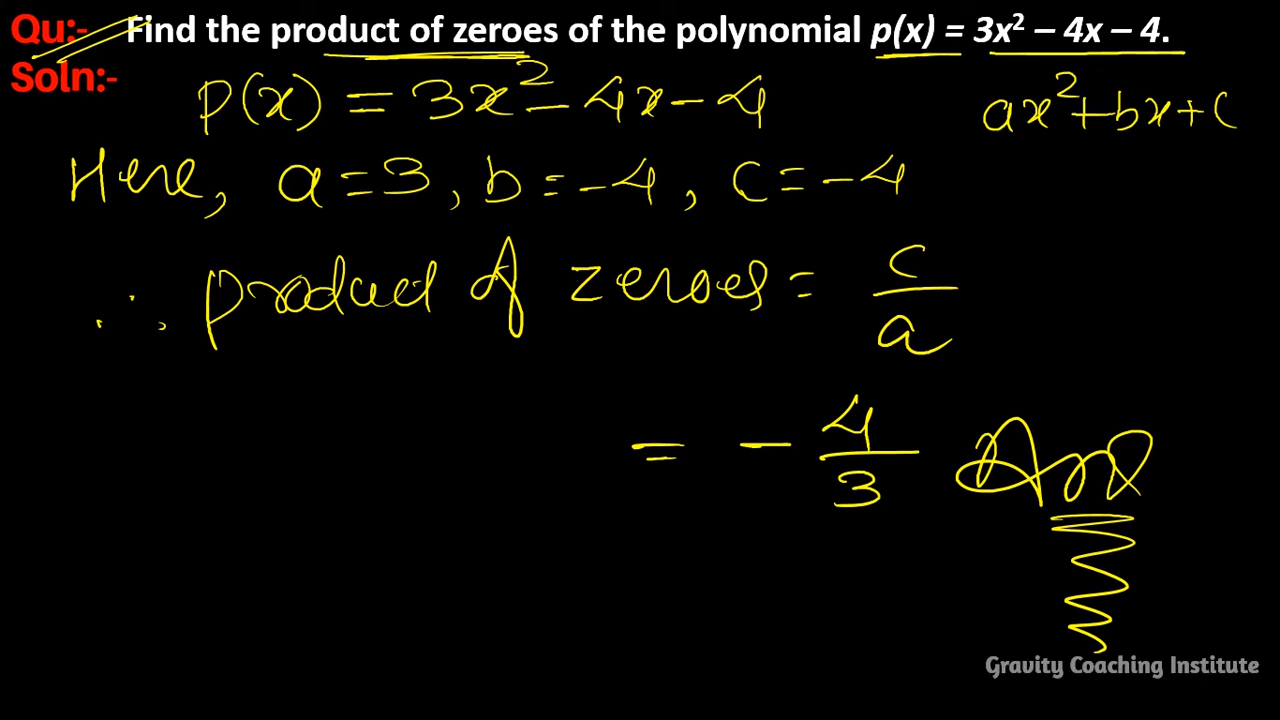 Qu:- Find the product of zeroes of the polynomial p(x) = 3x² – 4x – 4.
Soln:- p(x) = 3x² - 4x - 4 ax² + bx + c
Here, a = 3, b = -4, c = -4
∴ product of zeroes = c/a
= - 4/3 Ans
Gravity Coaching Institute